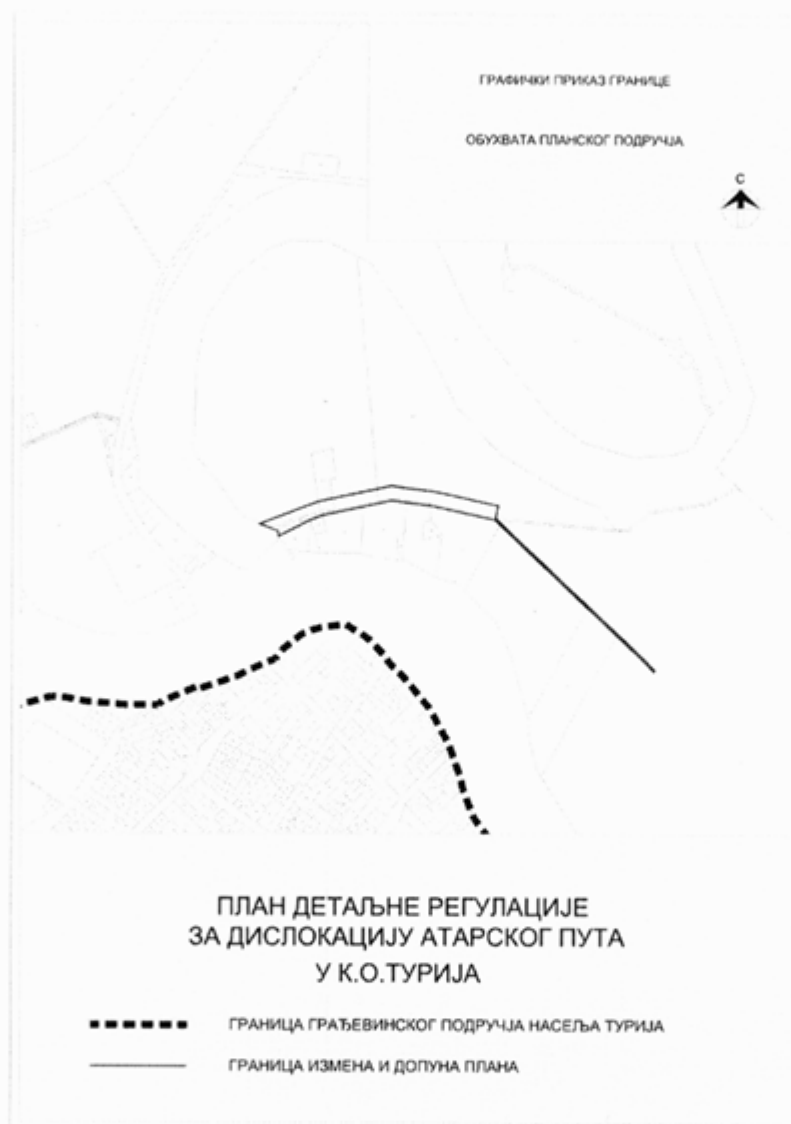 ГРАФИЧКИ ПРИКАЗ ГРАНИЦЕ
ОБУХВАТА ПЛАНСКОГ ПОДРУЧЈА
С
ПЛАН ДЕТАЉНЕ РЕГУЛАЦИЈЕ
ЗА ДИСЛОКАЦИЈУ АТАРСКОГ ПУТА
У К.О.ТУРИЈА
ГРАНИЦА ГРАЂЕВИНСКОГ ПОДРУЧЈА НАСЕЉА ТУРИЈА
ГРАНИЦА ИЗМЕНА И ДОПУНА ПЛАНА